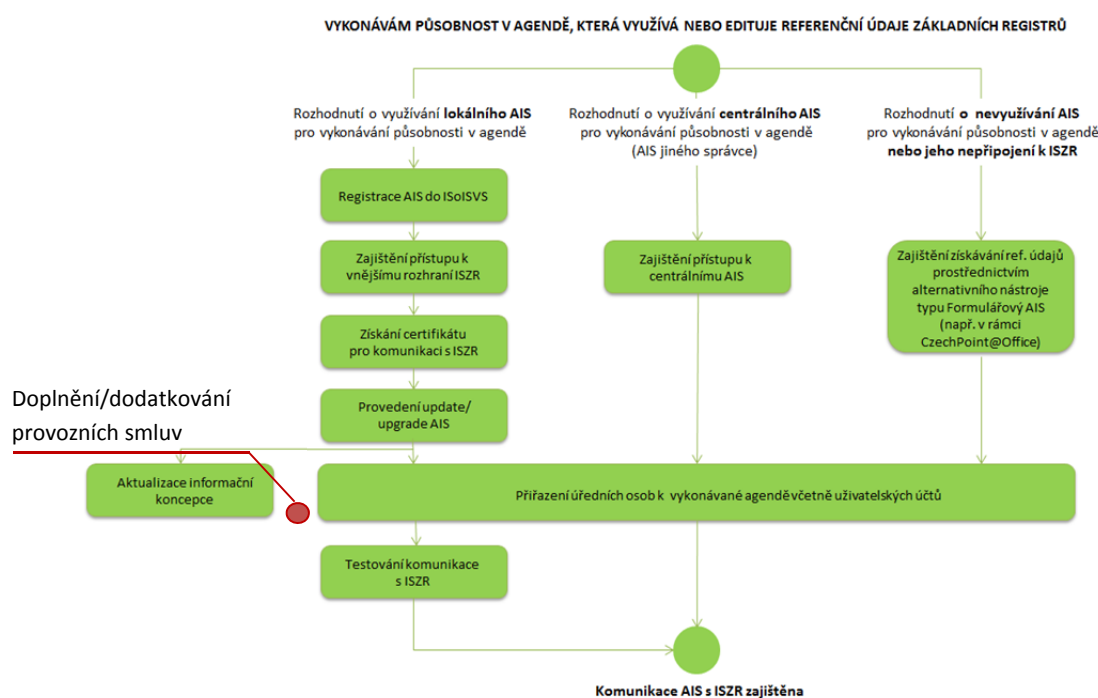 VYKONÁVÁM PŮSOBNOST V AGENDĚ, KTERÁ VYUŽÍVÁ NEBO EDITUJE REFERENČNÍ ÚDAJE ZÁKLADNÍCH REGISTRŮ
Rozhodnutí o využívání lokálního AIS
pro vykonávání působnosti v agendě
Rozhodnutí o využívání centrálního AIS
pro vykonávání působnosti v agendě
(AIS jiného správce)
Rozhodnutí o nevyužívání AIS
pro vykonávání působnosti v agendě
nebo jeho nepřipojení k ISZR
Registrace AIS do ISoISVS
Zajištění přístupu k
vnějšímu rozhraní ISZR
Zajištění přístupu k
centrálnímu AIS
Zajištění získávání ref. údajů
prostřednictvím
alternativního nástroje
typu Formulářový AIS
(např. v rámci
CzechPoint@Office)
Získání certifikátu
pro komunikaci s ISZR
Provedení update/
upgrade AIS
Doplnění/dodatkování
provozních smluv
Aktualizace informační
koncepce
Přiřazení úředních osob k vykonávané agendě včetně uživatelských účtů
Testování komunikace
s ISZR
Komunikace AIS s ISZR zajištěna